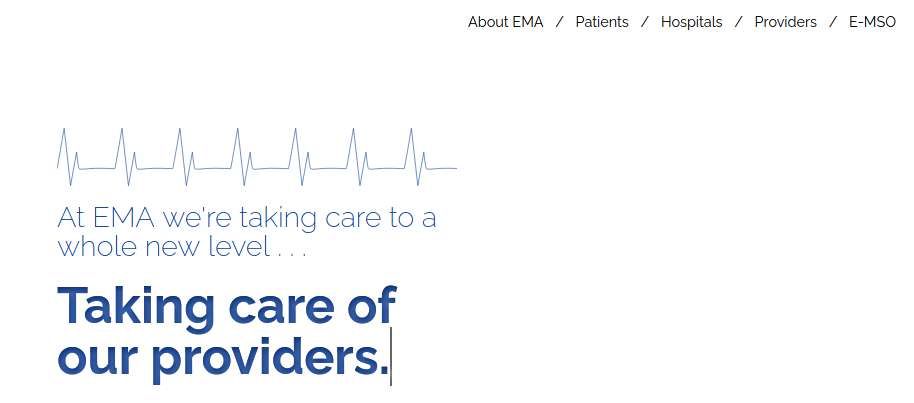 About EMA / Patients / Hospitals / Providers / E-MSO
At EMA we're taking care to a
whole new level . . .
Taking care of
our providers.